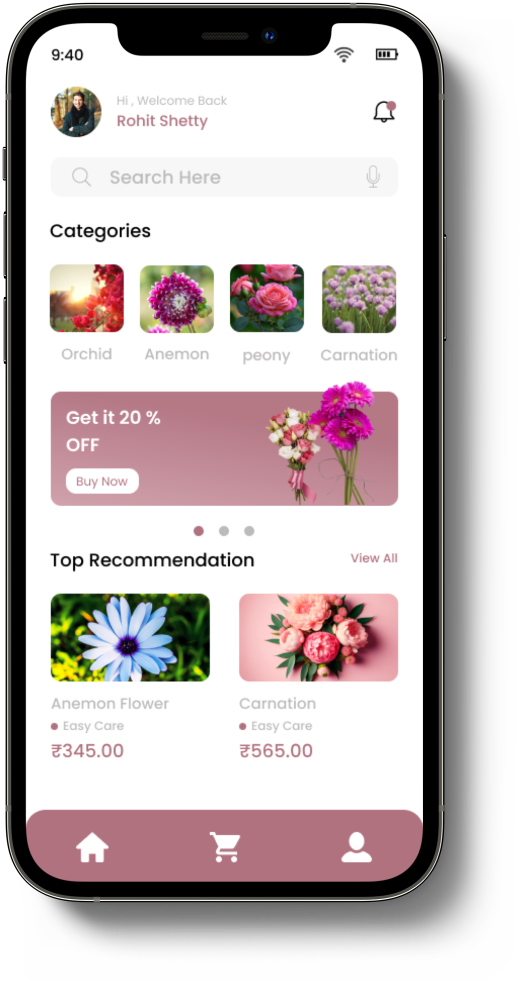 9:40
Hi , Welcome Back
Rohit Shetty
Search Here
Categories
Orchid
Anemon
peony
Carnation
Get it 20 %
OFF
Buy Now
Top Recommendation
View All
Anemon Flower
Carnation
Easy Care
Easy Care
₹345.00
₹565.00